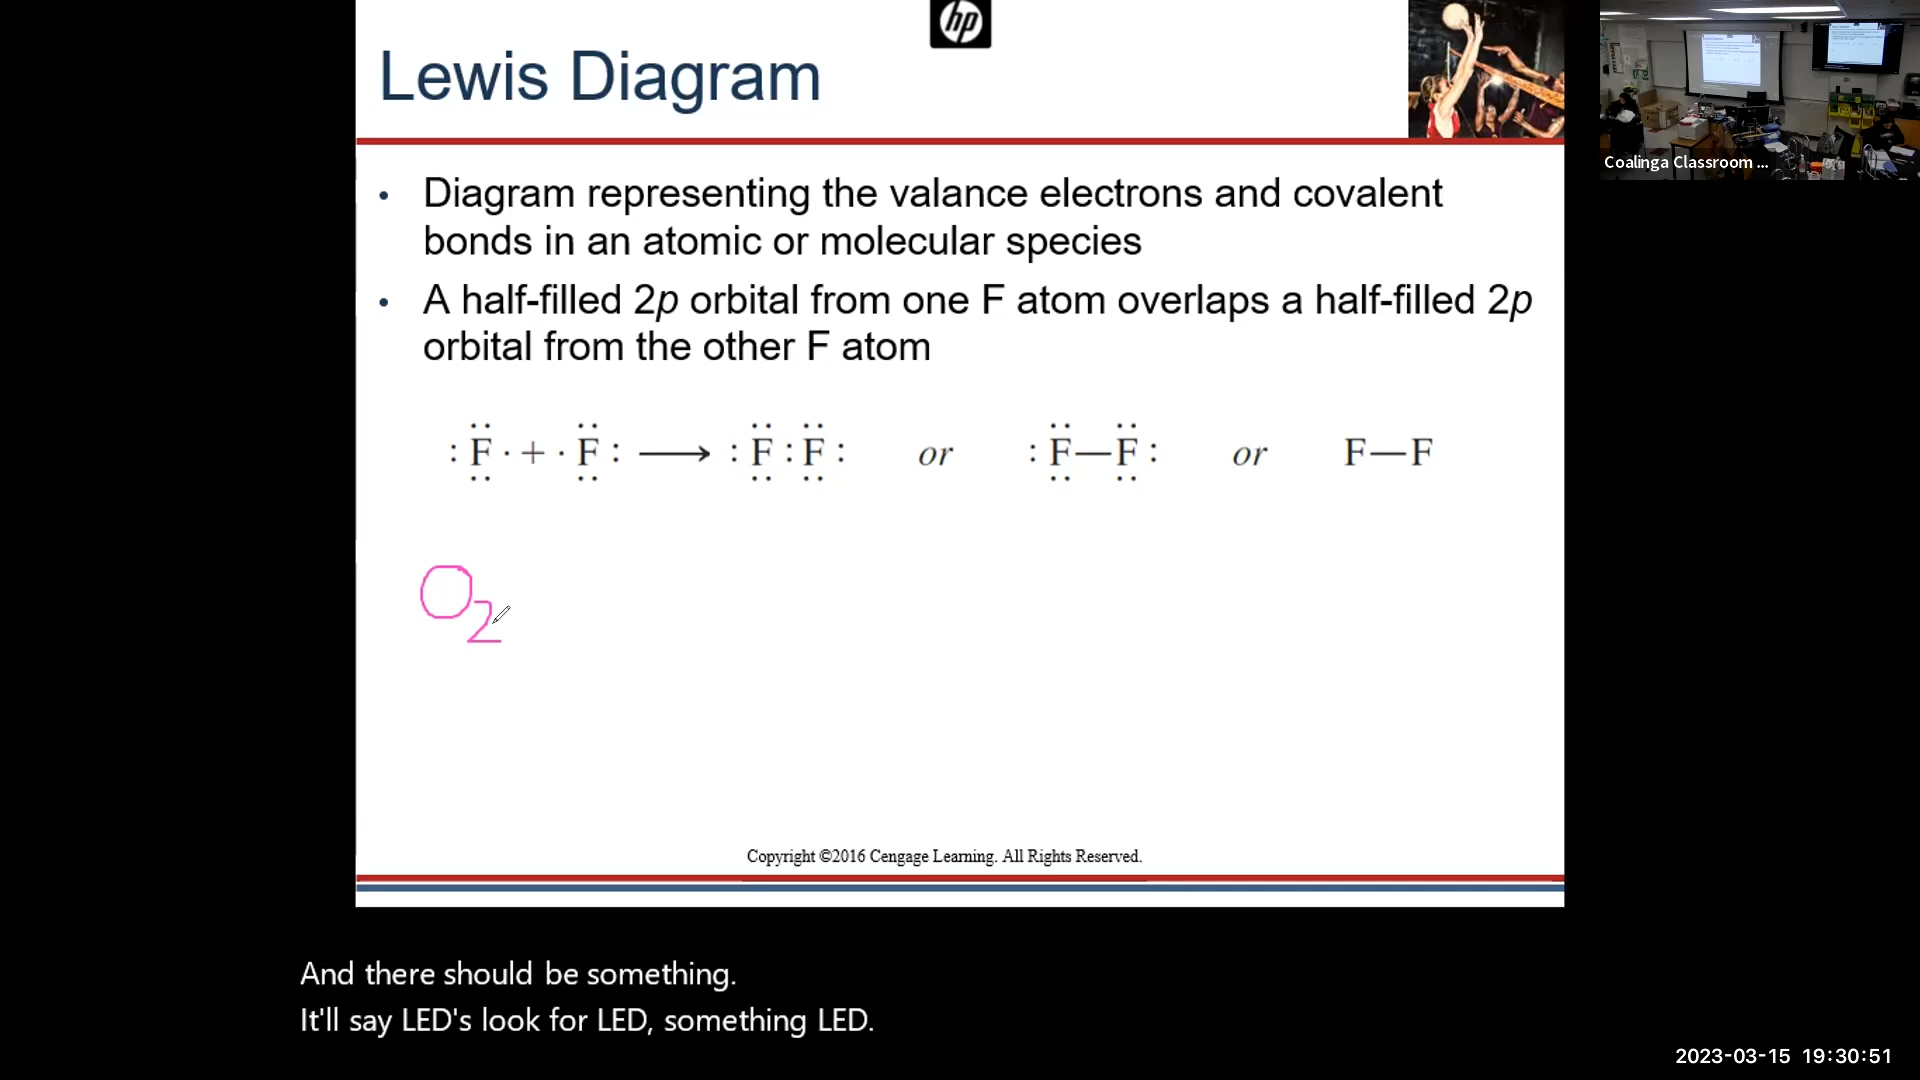 hp
Lewis Diagram
Coalinga Classroom ...
• Diagram representing the valance electrons and covalent
bonds in an atomic or molecular species
• A half-filled 2p orbital from one F atom overlaps a half-filled 2p
orbital from the other F atom
:F· + ·F: ⟶ :F:F: or :F—F: or F—F
O2
Copyright ©2016 Cengage Learning. All Rights Reserved.
And there should be something.
It'll say LED's look for LED, something LED.
2023-03-15 19:30:51